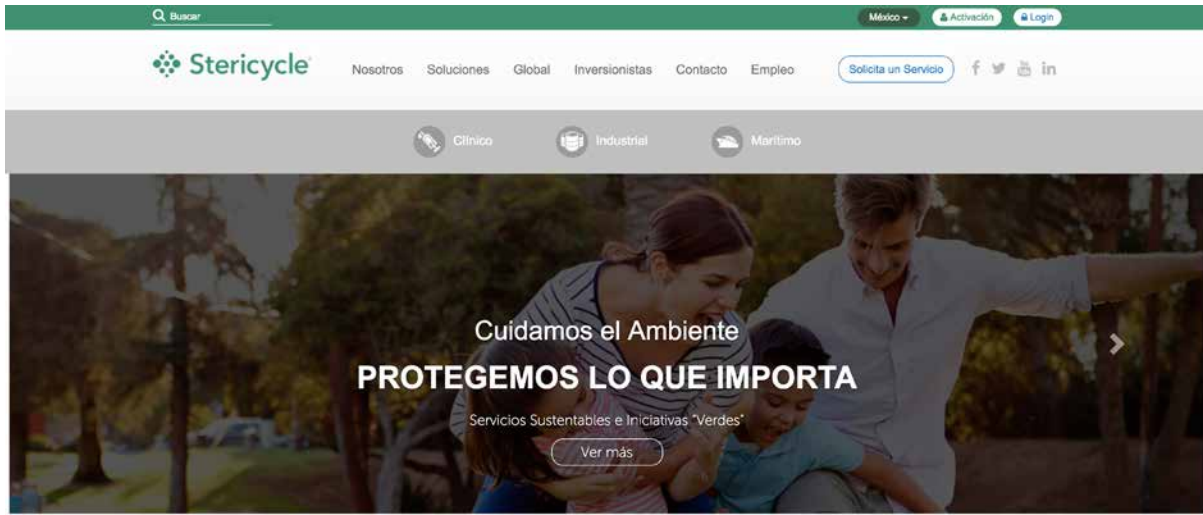 Buscar
México
Activación
Login
Stericycle
Nosotros Soluciones Global Inversionistas Contacto Empleo
Solicita un Servicio
Clínico Industrial Marítimo
Cuidamos el Ambiente
PROTEGEMOS LO QUE IMPORTA
Servicios Sustentables e Iniciativas "Verdes"
Ver más